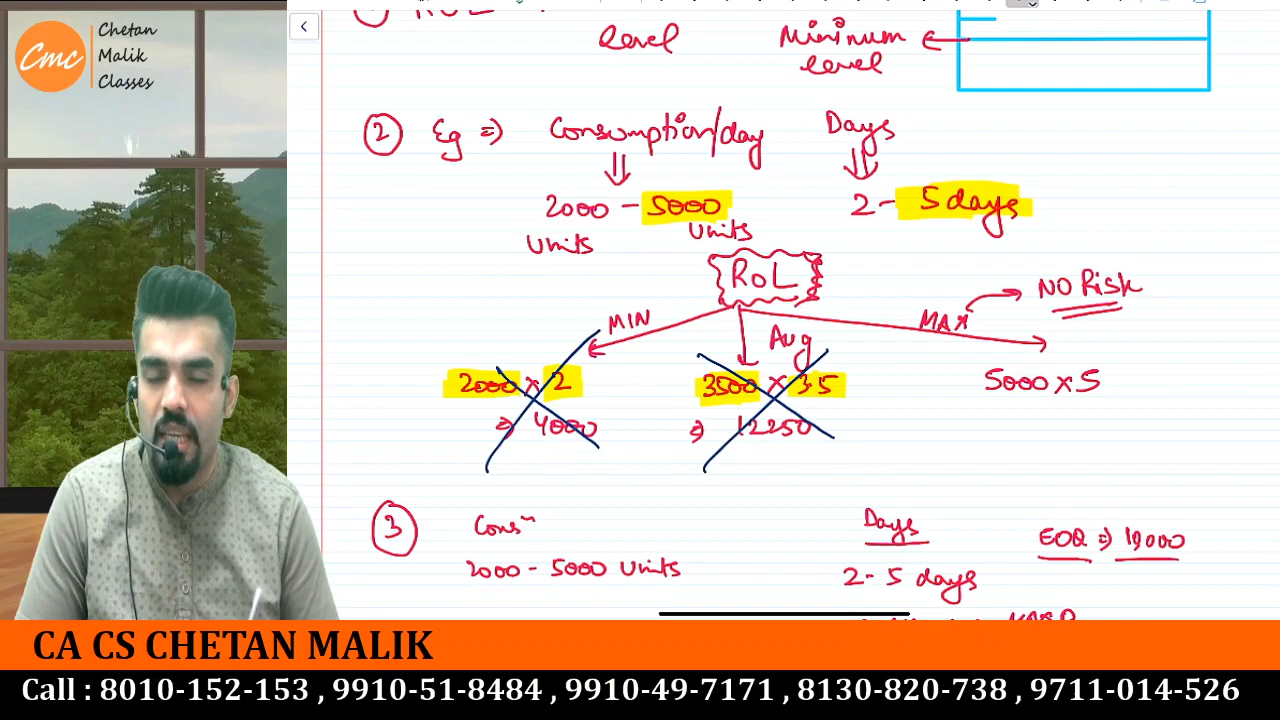 Chetan
Malik
Classes
Cmc
level
Minimum
level
② Eg ⇒ Consumption/day Days
2000 - 5000 2 - 5 days
Units Units
ROL
NO Risk
MIN MAX
Avg
2000 × 2 3500 × 3.5 5000 × 5
⇒ 4000 ⇒ 12250
③ Consⁿ Days EOQ ⇒
2000 - 5000 Units 2 - 5 days
CA CS CHETAN MALIK
Call : 8010-152-153 , 9910-51-8484 , 9910-49-7171 , 8130-820-738 , 9711-014-526